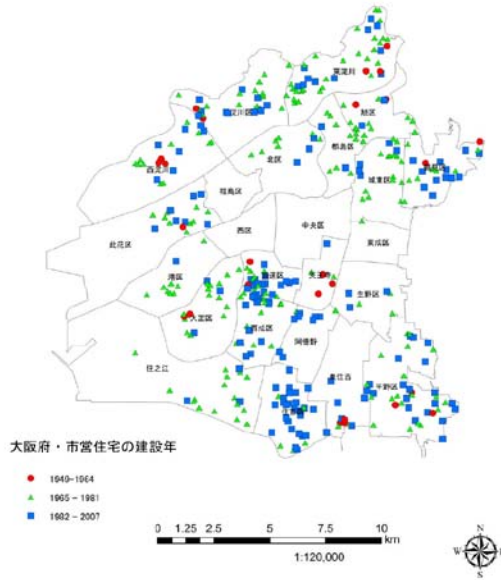 東淀川
旭区
淀川区
都島区
北区
鶴見区
西淀川
城東区
福島区
中央区
西区
此花区
東成区
港区
浪速区
天王寺
生野区
大正区
西成区
阿倍野
住之江
東住吉
平野区
住吉区
大阪府・市営住宅の建設年
1949-1964
1965 - 1981
1982 - 2007
0 1.25 2.5 5 7.5 10
km
1:120,000
N
W E
S